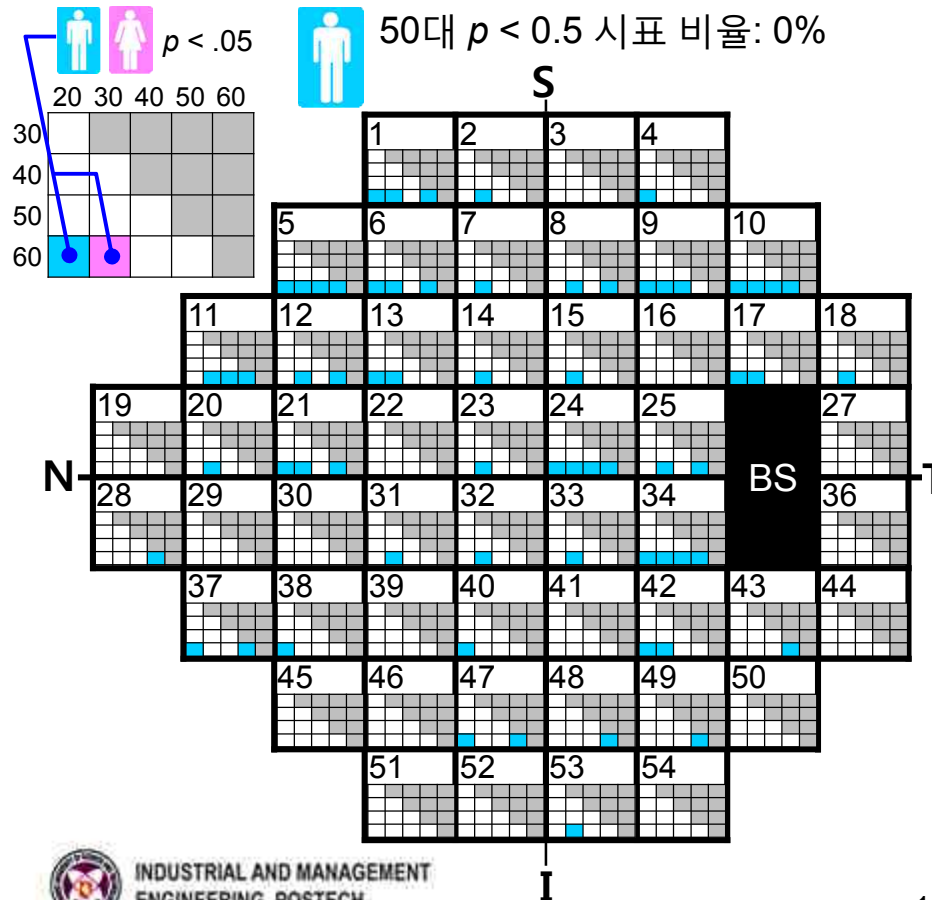 p < .05
50대 p < 0.5 시표 비율: 0%
20 30 40 50 60
30
40
50
60
S
1 2 3 4
5 6 7 8 9 10
11 12 13 14 15 16 17 18
19 20 21 22 23 24 25 27
N BS T
28 29 30 31 32 33 34 36
37 38 39 40 41 42 43 44
45 46 47 48 49 50
51 52 53 54
I
INDUSTRIAL AND MANAGEMENT
ENGINEERING, POSTECH